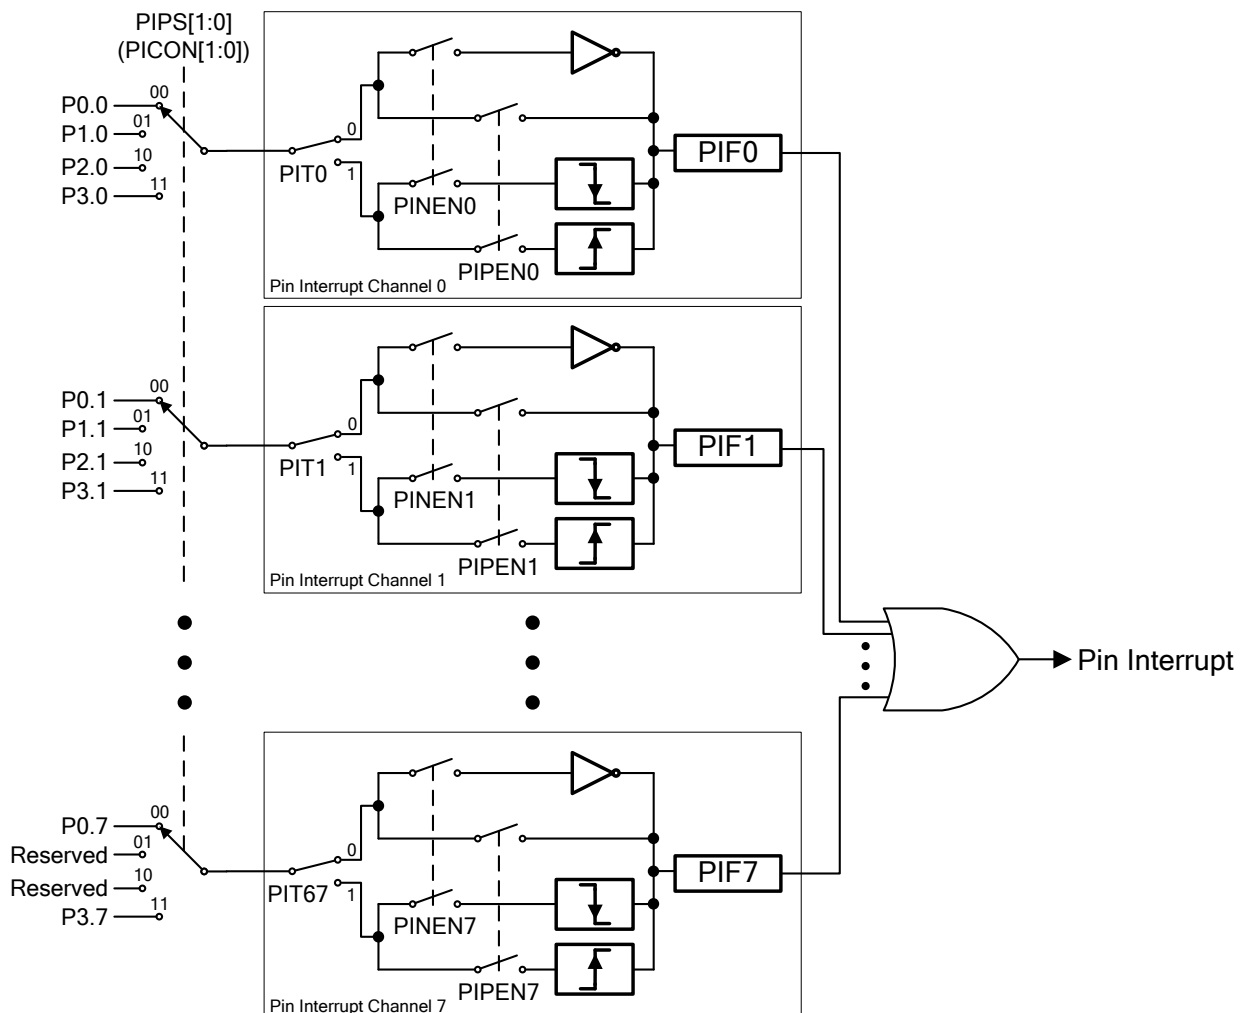 PIPS[1:0]
(PICON[1:0])
P0.0
00
P1.0
01
P2.0
10
P3.0
11
PIT0
0
1
PINEN0
PIPEN0
PIF0
Pin Interrupt Channel 0
P0.1
00
P1.1
01
P2.1
10
P3.1
11
PIT1
0
1
PINEN1
PIPEN1
PIF1
Pin Interrupt Channel 1
Pin Interrupt
P0.7
00
Reserved
01
Reserved
10
P3.7
11
PIT67
0
1
PINEN7
PIPEN7
PIF7
Pin Interrupt Channel 7